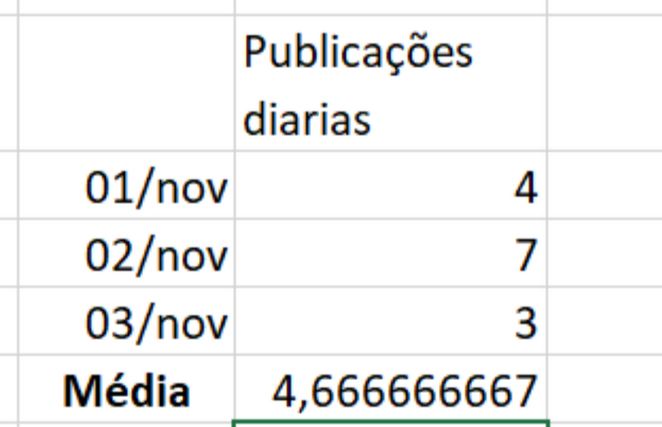 Publicações
diarias
01/nov 4
02/nov 7
03/nov 3
Média 4,666666667